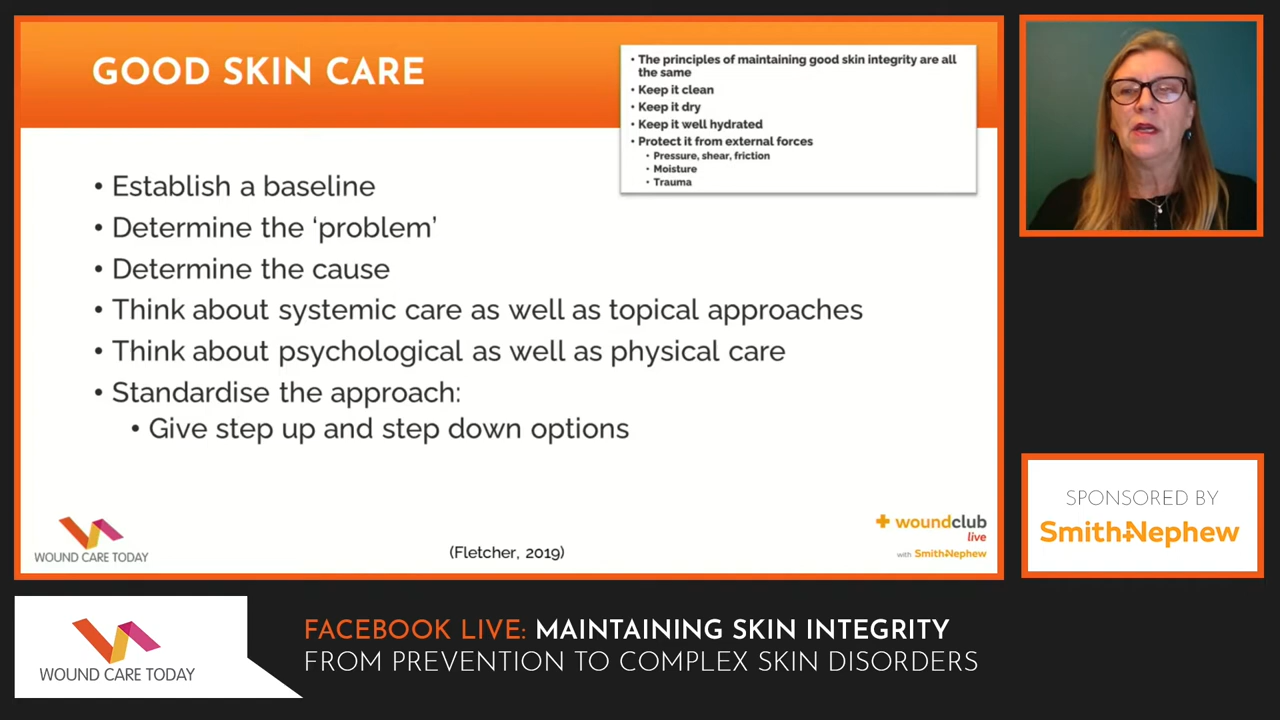 GOOD SKIN CARE
• The principles of maintaining good skin integrity are all
the same
• Keep it clean
• Keep it dry
• Keep it well hydrated
• Protect it from external forces
• Pressure, shear, friction
• Moisture
• Trauma
• Establish a baseline
• Determine the ‘problem’
• Determine the cause
• Think about systemic care as well as topical approaches
• Think about psychological as well as physical care
• Standardise the approach:
• Give step up and step down options
WOUND CARE TODAY
(Fletcher, 2019)
+ woundclub
live
with Smith+Nephew
SPONSORED BY
Smith+Nephew
WOUND CARE TODAY
FACEBOOK LIVE: MAINTAINING SKIN INTEGRITY
FROM PREVENTION TO COMPLEX SKIN DISORDERS